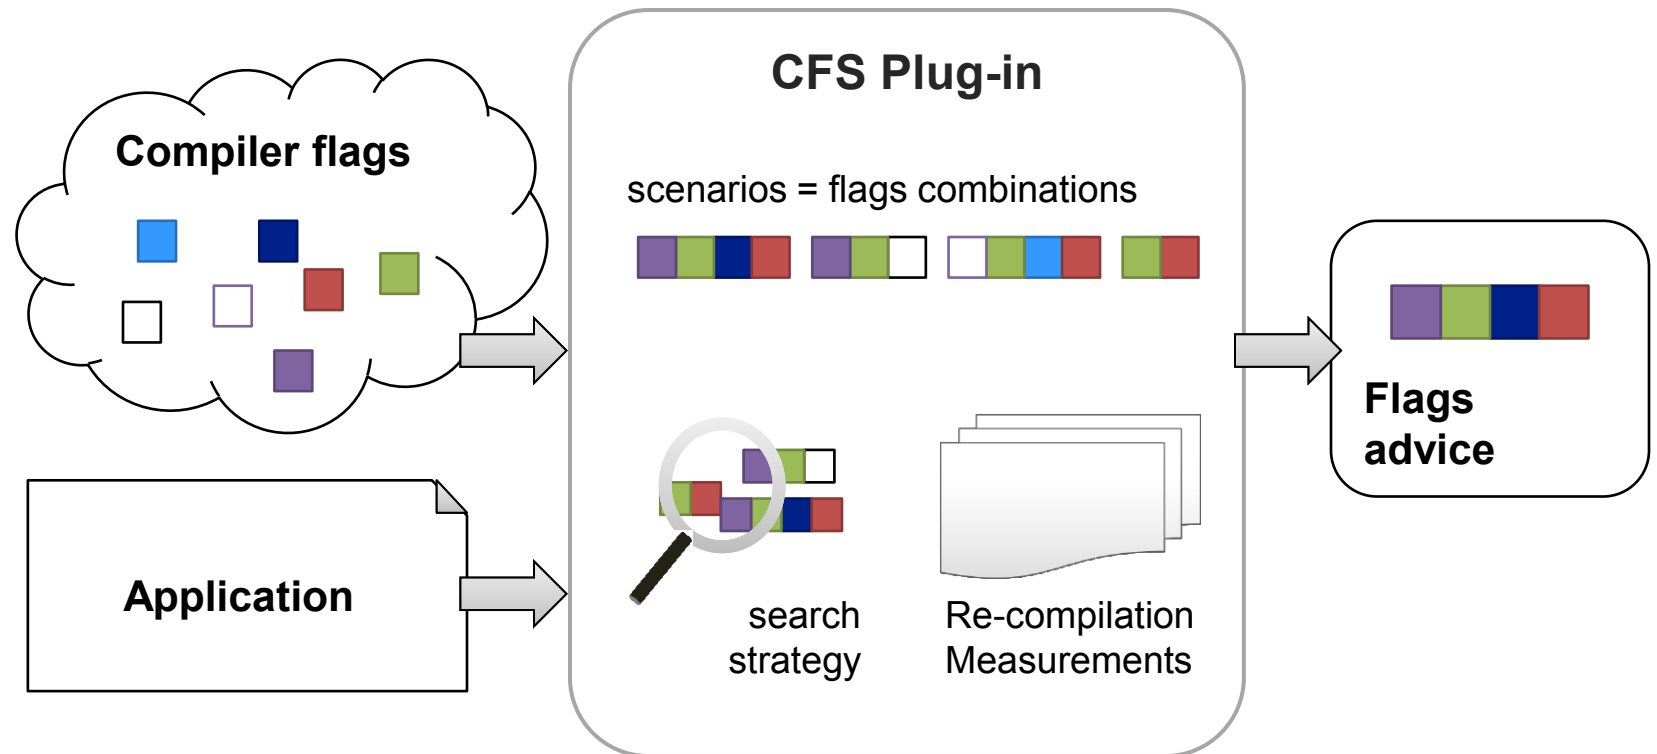 CFS Plug-in
Compiler flags
scenarios = flags combinations
Flags
advice
Application
search
strategy
Re-compilation
Measurements